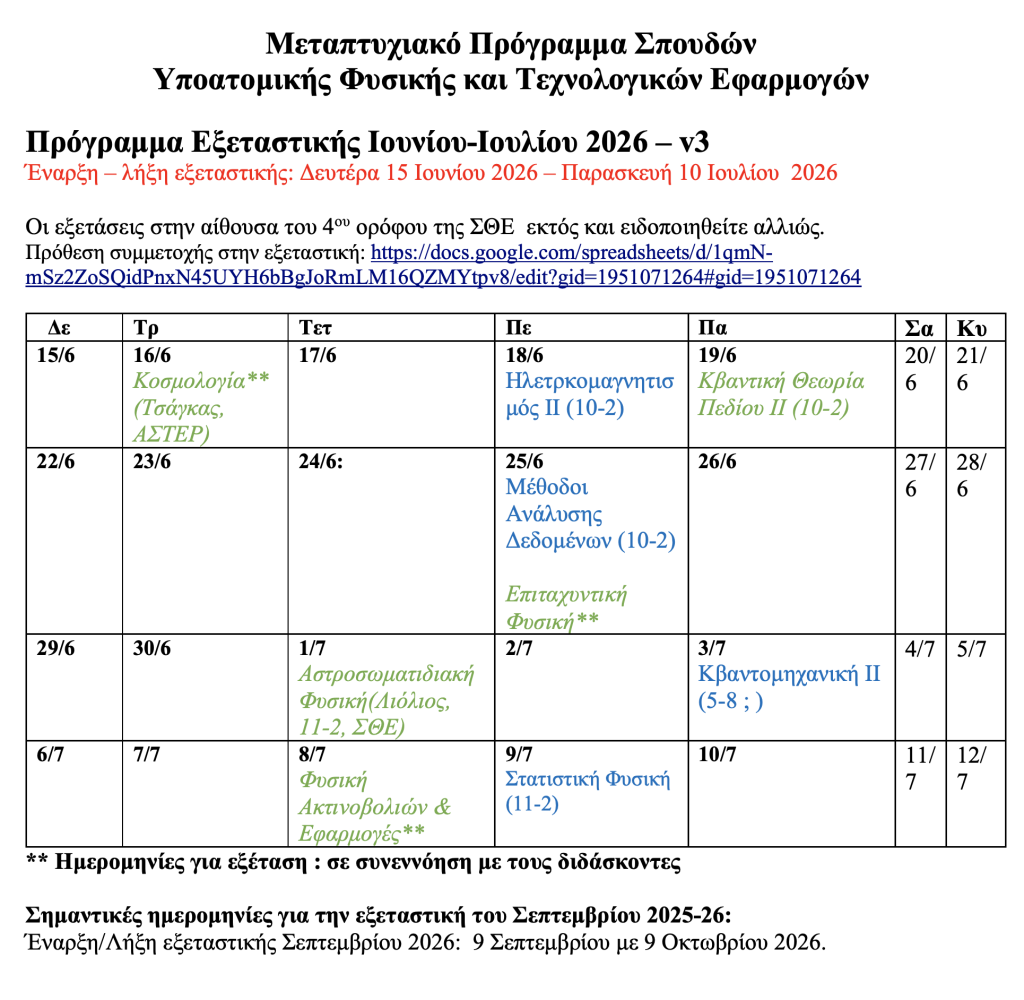 Μεταπτυχιακό Πρόγραμμα Σπουδών
Υποατομικής Φυσικής και Τεχνολογικών Εφαρμογών
Πρόγραμμα Εξεταστικής Ιουνίου-Ιουλίου 2026 – v3
Έναρξη – λήξη εξεταστικής: Δευτέρα 15 Ιουνίου 2026 – Παρασκευή 10 Ιουλίου 2026
Οι εξετάσεις στην αίθουσα του 4ου ορόφου της ΣΘΕ εκτός και ειδοποιηθείτε αλλιώς.
Πρόθεση συμμετοχής στην εξεταστική: https://docs.google.com/spreadsheets/d/1qmN-
mSz2ZoSQidPnxN45UYH6bBgJoRmLM16QZMYtpv8/edit?gid=1951071264#gid=1951071264
Δε Τρ Τετ Πε Πα Σα Κυ
15/6
16/6
Κοσμολογία**
(Τσάγκας,
ΑΣΤΕΡ)
17/6
18/6
Ηλετρκομαγνητισ
μός ΙΙ (10-2)
19/6
Κβαντική Θεωρία
Πεδίου ΙΙ (10-2)
20/
6
21/
6
22/6
23/6
24/6:
25/6
Μέθοδοι
Ανάλυσης
Δεδομένων (10-2)
Επιταχυντική
Φυσική**
26/6
27/
6
28/
6
29/6
30/6
1/7
Αστροσωματιδιακή
Φυσική(Λιόλιος,
11-2, ΣΘΕ)
2/7
3/7
Κβαντομηχανική ΙΙ
(5-8 ; )
4/7
5/7
6/7
7/7
8/7
Φυσική
Ακτινοβολιών &
Εφαρμογές**
9/7
Στατιστική Φυσική
(11-2)
10/7
11/
7
12/
7
** Ημερομηνίες για εξέταση : σε συνεννόηση με τους διδάσκοντες
Σημαντικές ημερομηνίες για την εξεταστική του Σεπτεμβρίου 2025-26:
Έναρξη/Λήξη εξεταστικής Σεπτεμβρίου 2026: 9 Σεπτεμβρίου με 9 Οκτωβρίου 2026.